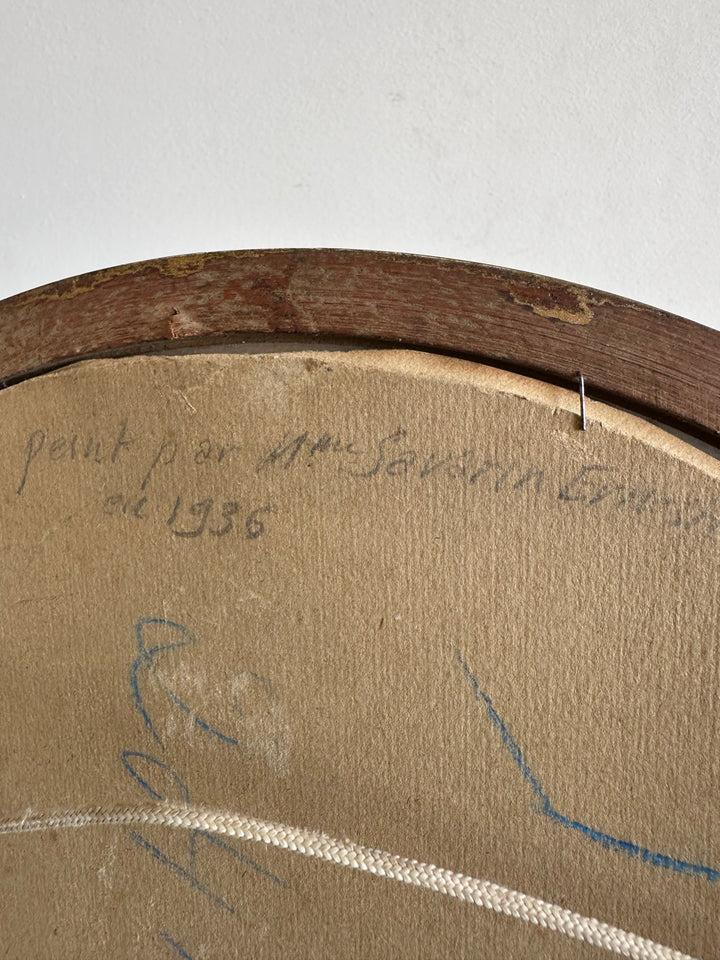 peint par Mme Savarin
en 1936